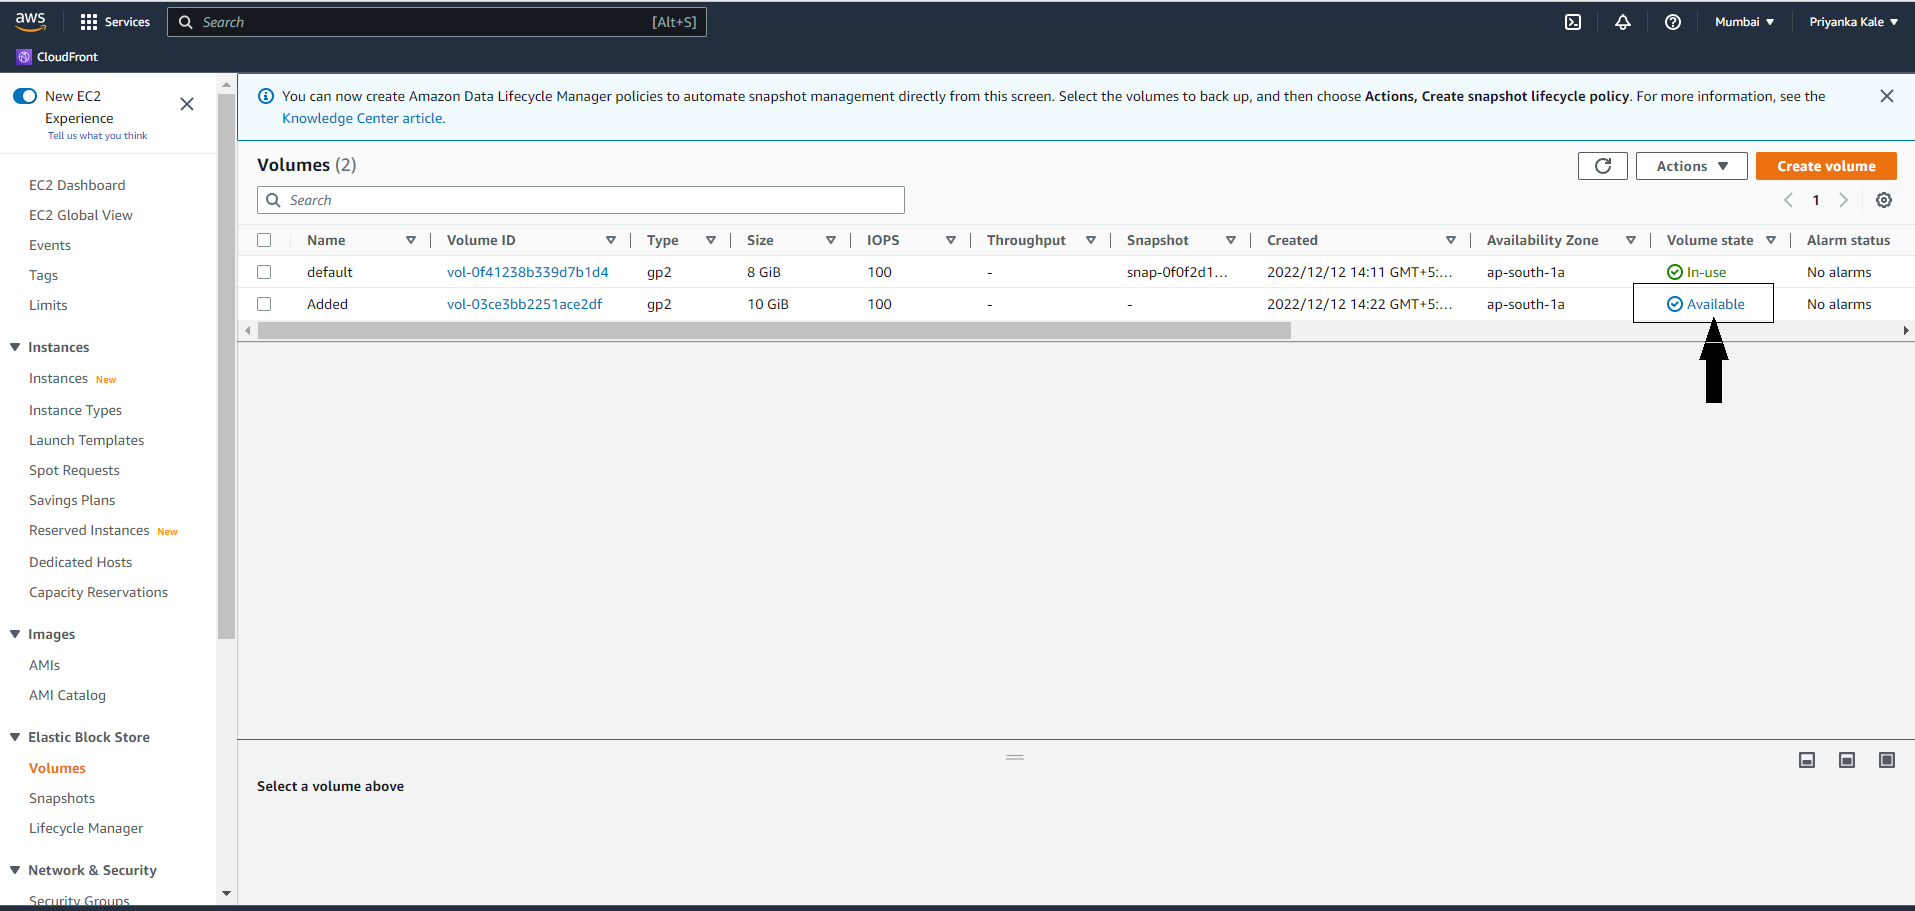 aws Services Search [Alt+S] Mumbai Priyanka Kale
CloudFront
New EC2
Experience
Tell us what you think
EC2 Dashboard
EC2 Global View
Events
Tags
Limits
Instances
Instances New
Instance Types
Launch Templates
Spot Requests
Savings Plans
Reserved Instances New
Dedicated Hosts
Capacity Reservations
Images
AMIs
AMI Catalog
Elastic Block Store
Volumes
Snapshots
Lifecycle Manager
Network & Security
Security Groups
You can now create Amazon Data Lifecycle Manager policies to automate snapshot management directly from this screen. Select the volumes to back up, and then choose Actions, Create snapshot lifecycle policy. For more information, see the
Knowledge Center article.
Volumes (2) Actions Create volume
Search 1
Name Volume ID Type Size IOPS Throughput Snapshot Created Availability Zone Volume state Alarm status
default vol-0f41238b339d7b1d4 gp2 8 GiB 100 - snap-0f0f2d1... 2022/12/12 14:11 GMT+5:... ap-south-1a In-use No alarms
Added vol-03ce3bb2251ace2df gp2 10 GiB 100 - - 2022/12/12 14:22 GMT+5:... ap-south-1a Available No alarms
Select a volume above